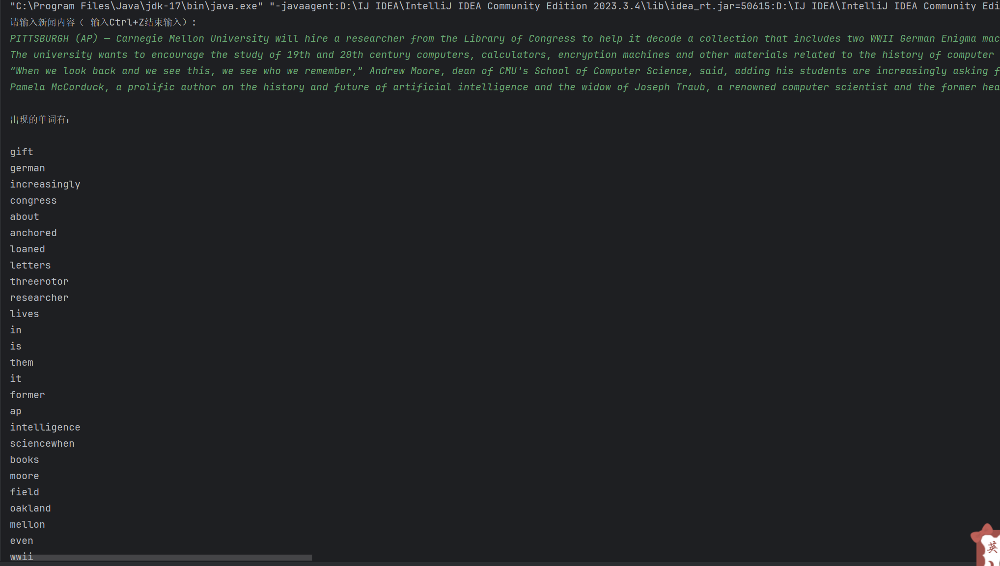 "C:\Program Files\Java\jdk-17\bin\java.exe" "-javaagent:D:\IJ IDEA\IntelliJ IDEA Community Edition 2023.3.4\lib\idea_rt.jar=50615:D:\IJ IDEA\IntelliJ IDEA Community Edi
请输入新闻内容（ 输入Ctrl+Z结束输入）:
PITTSBURGH (AP) — Carnegie Mellon University will hire a researcher from the Library of Congress to help it decode a collection that includes two WWII German Enigma mac
The university wants to encourage the study of 19th and 20th century computers, calculators, encryption machines and other materials related to the history of computer
“When we look back and we see this, we see who we remember,” Andrew Moore, dean of CMU’s School of Computer Science, said, adding his students are increasingly asking f
Pamela McCorduck, a prolific author on the history and future of artificial intelligence and the widow of Joseph Traub, a renowned computer scientist and the former hea
出现的单词有:
gift
german
increasingly
congress
about
anchored
loaned
letters
threerotor
researcher
lives
in
is
them
it
former
ap
intelligence
sciencewhen
books
moore
field
oakland
mellon
even
wwii
英